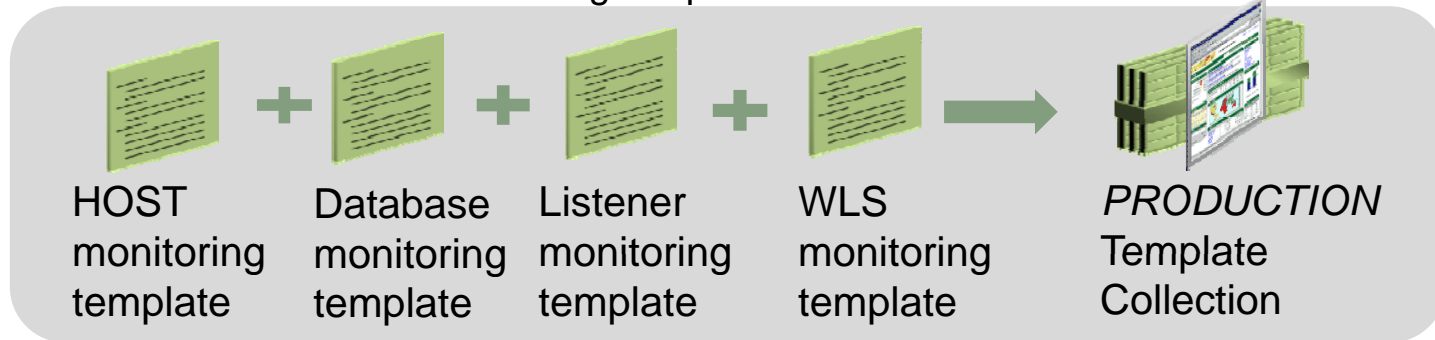 HOST
monitoring
template
Database
monitoring
template
Listener
monitoring
template
WLS
monitoring
template
PRODUCTION
Template
Collection